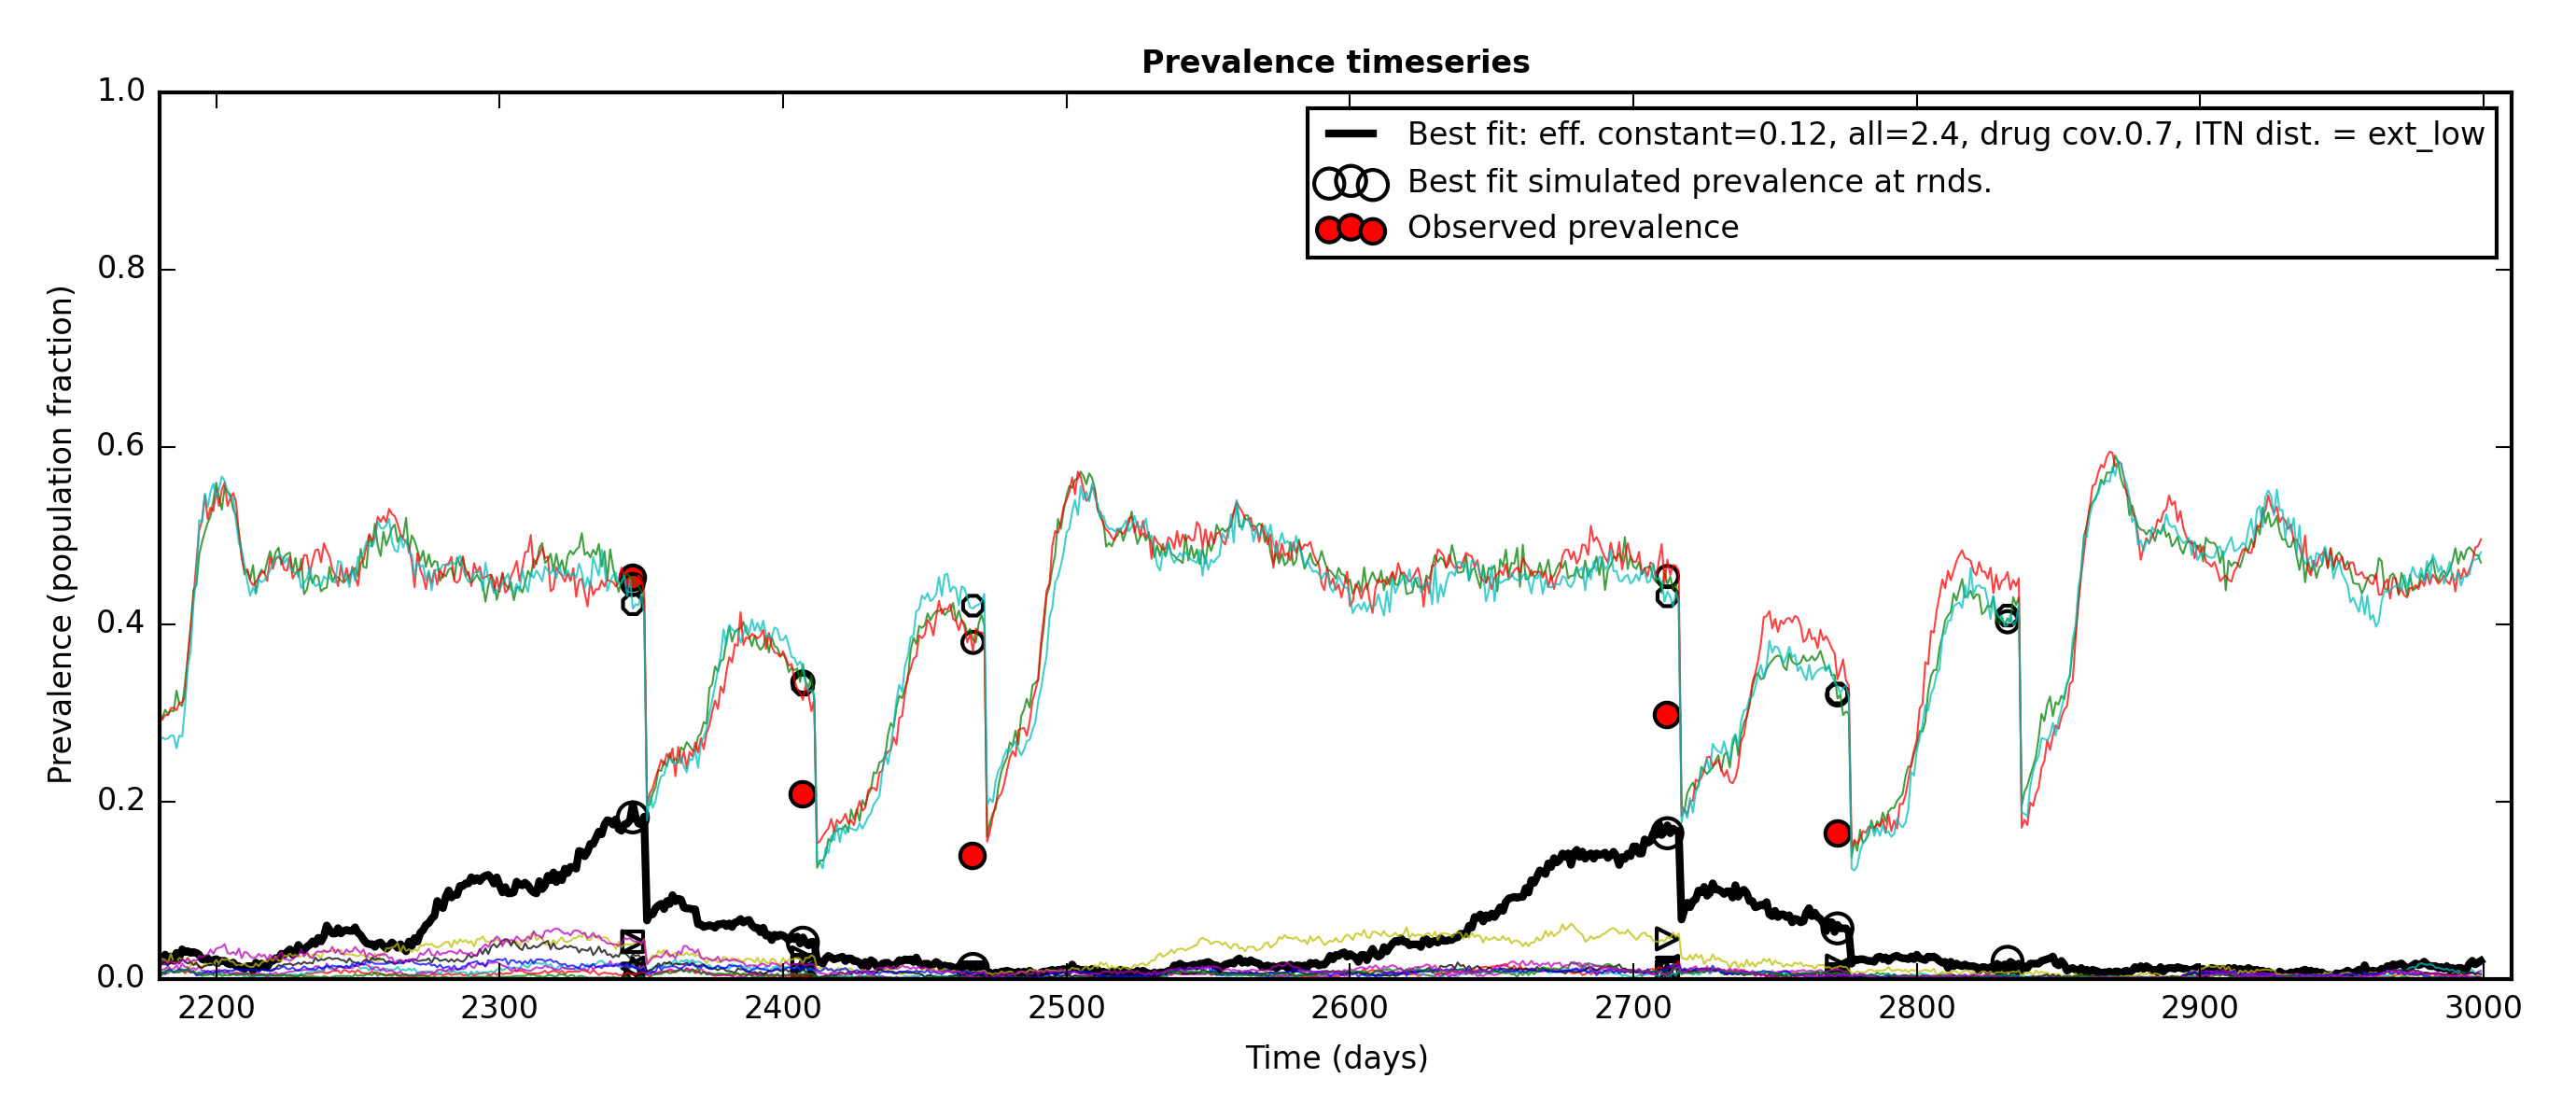 Prevalence timeseries
Best fit: eff. constant=0.12, all=2.4, drug cov.0.7, ITN dist. = ext_low
Best fit simulated prevalence at rnds.
Observed prevalence
Prevalence (population fraction)
1.0
0.8
0.6
0.4
0.2
0.0
2200 2300 2400 2500 2600 2700 2800 2900 3000
Time (days)